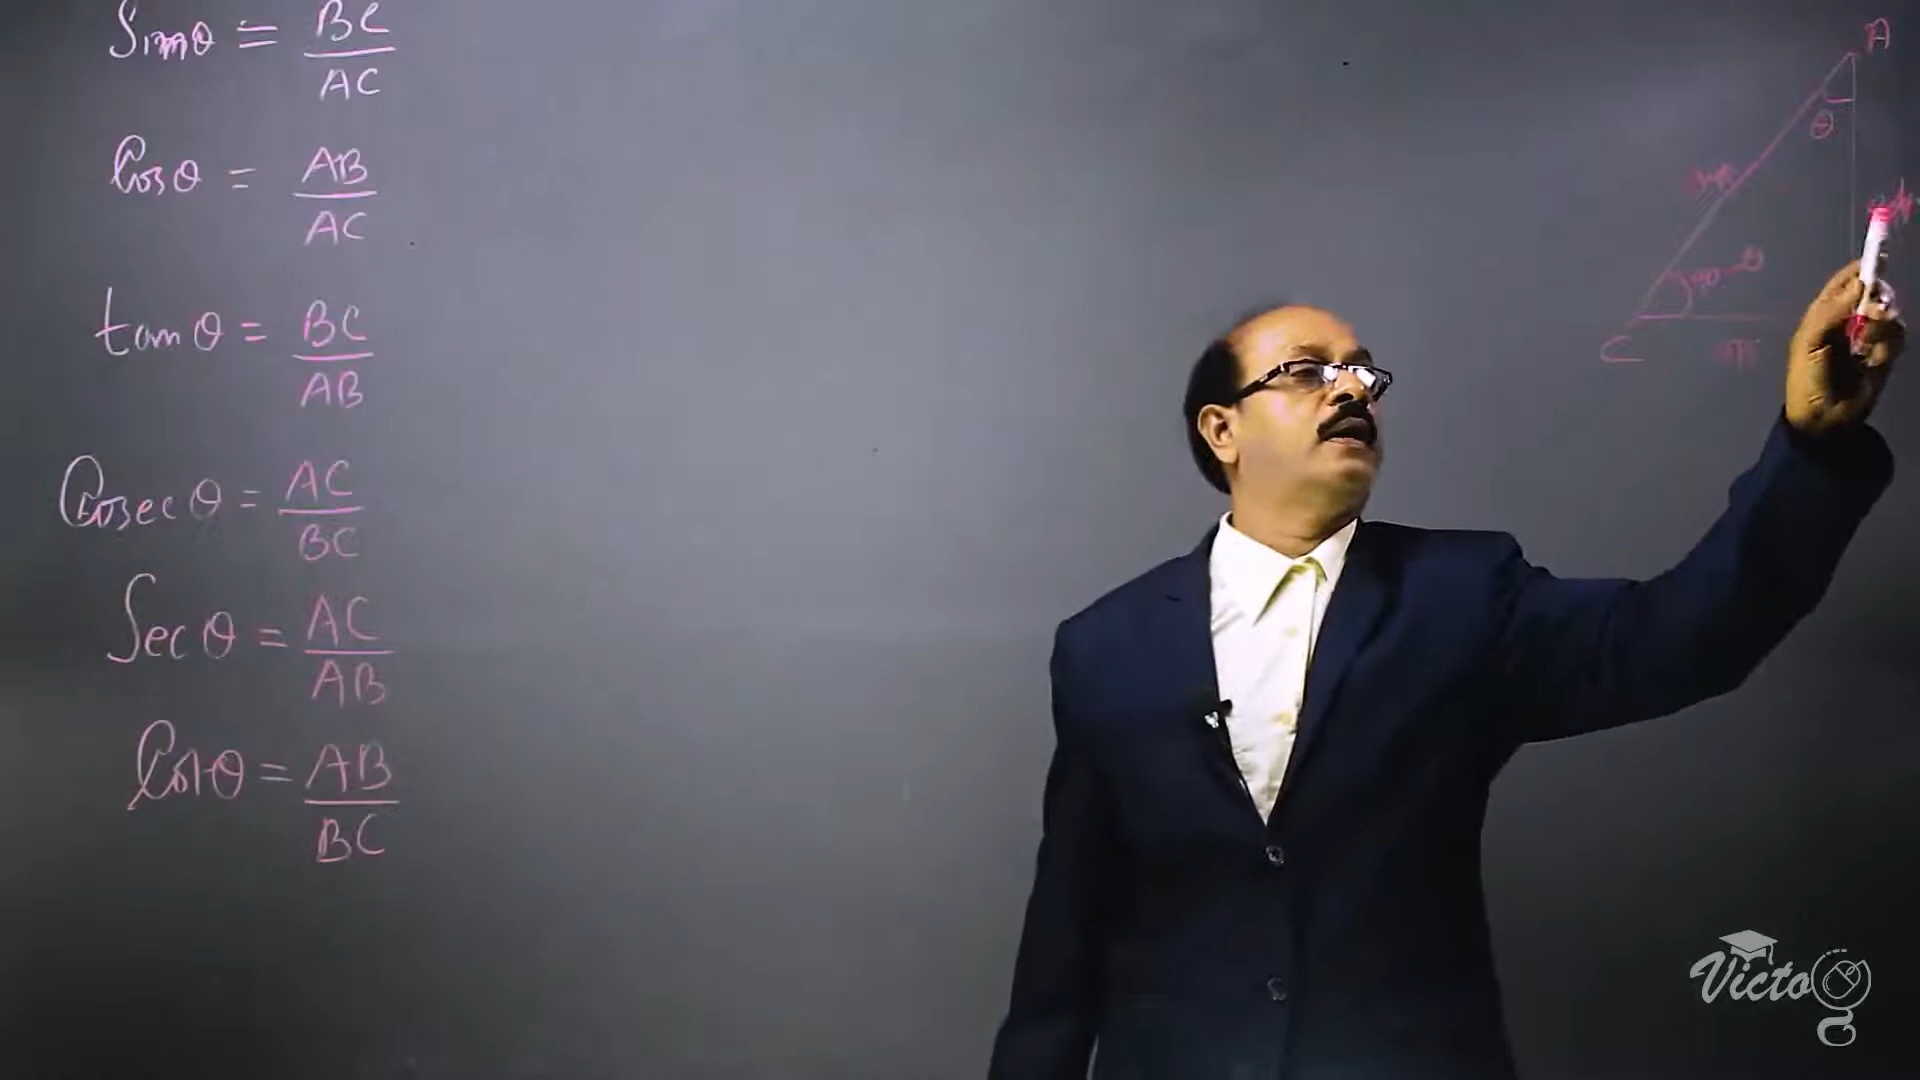 Sinθ = BC/AC
Cosθ = AB/AC
tanθ = BC/AB
Cosecθ = AC/BC
Secθ = AC/AB
Cotθ = AB/BC
A
θ
hyp
90-θ
C
Victo